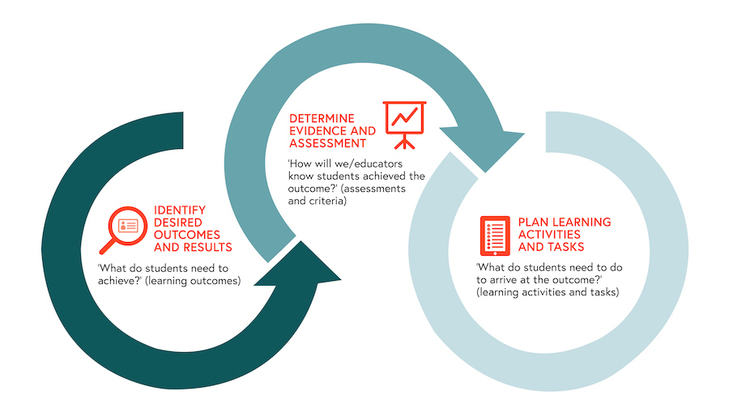 IDENTIFY
DESIRED
OUTCOMES
AND RESULTS
'What do students need to
achieve?' (learning outcomes)
DETERMINE
EVIDENCE AND
ASSESSMENT
'How will we/educators
know students achieved the
outcome?' (assessments
and criteria)
PLAN LEARNING
ACTIVITIES
AND TASKS
'What do students need to do
to arrive at the outcome?'
(learning activities and tasks)